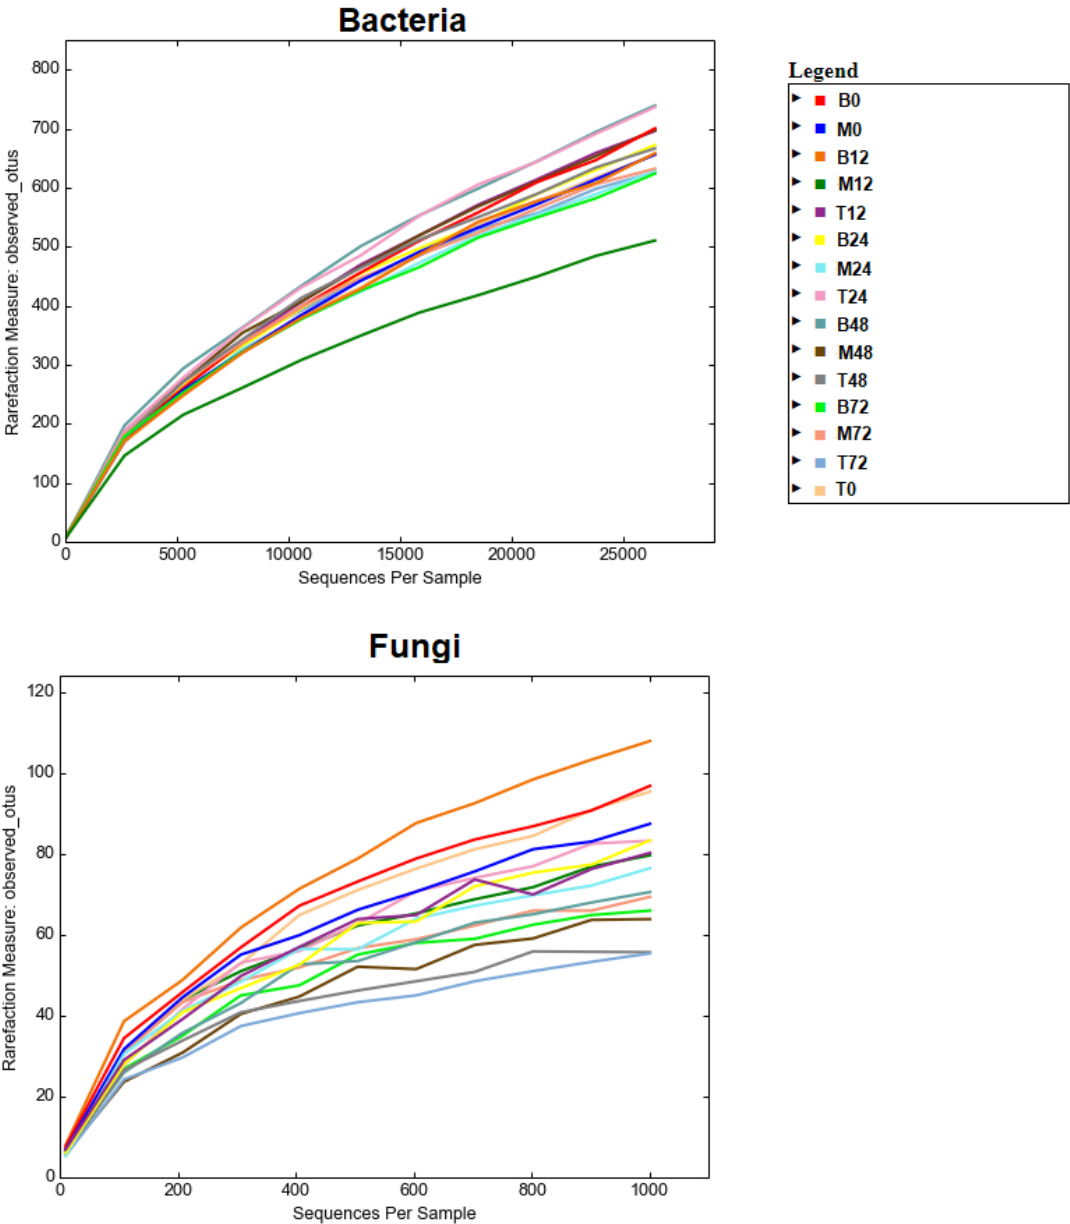 Bacteria
800
700
600
500
400
300
200
100
0
Rarefaction Measure: observed_otus
0 5000 10000 15000 20000 25000
Sequences Per Sample
Legend
B0
M0
B12
M12
T12
B24
M24
T24
B48
M48
T48
B72
M72
T72
T0
Fungi
120
100
80
60
40
20
0
Rarefaction Measure: observed_otus
0 200 400 600 800 1000
Sequences Per Sample